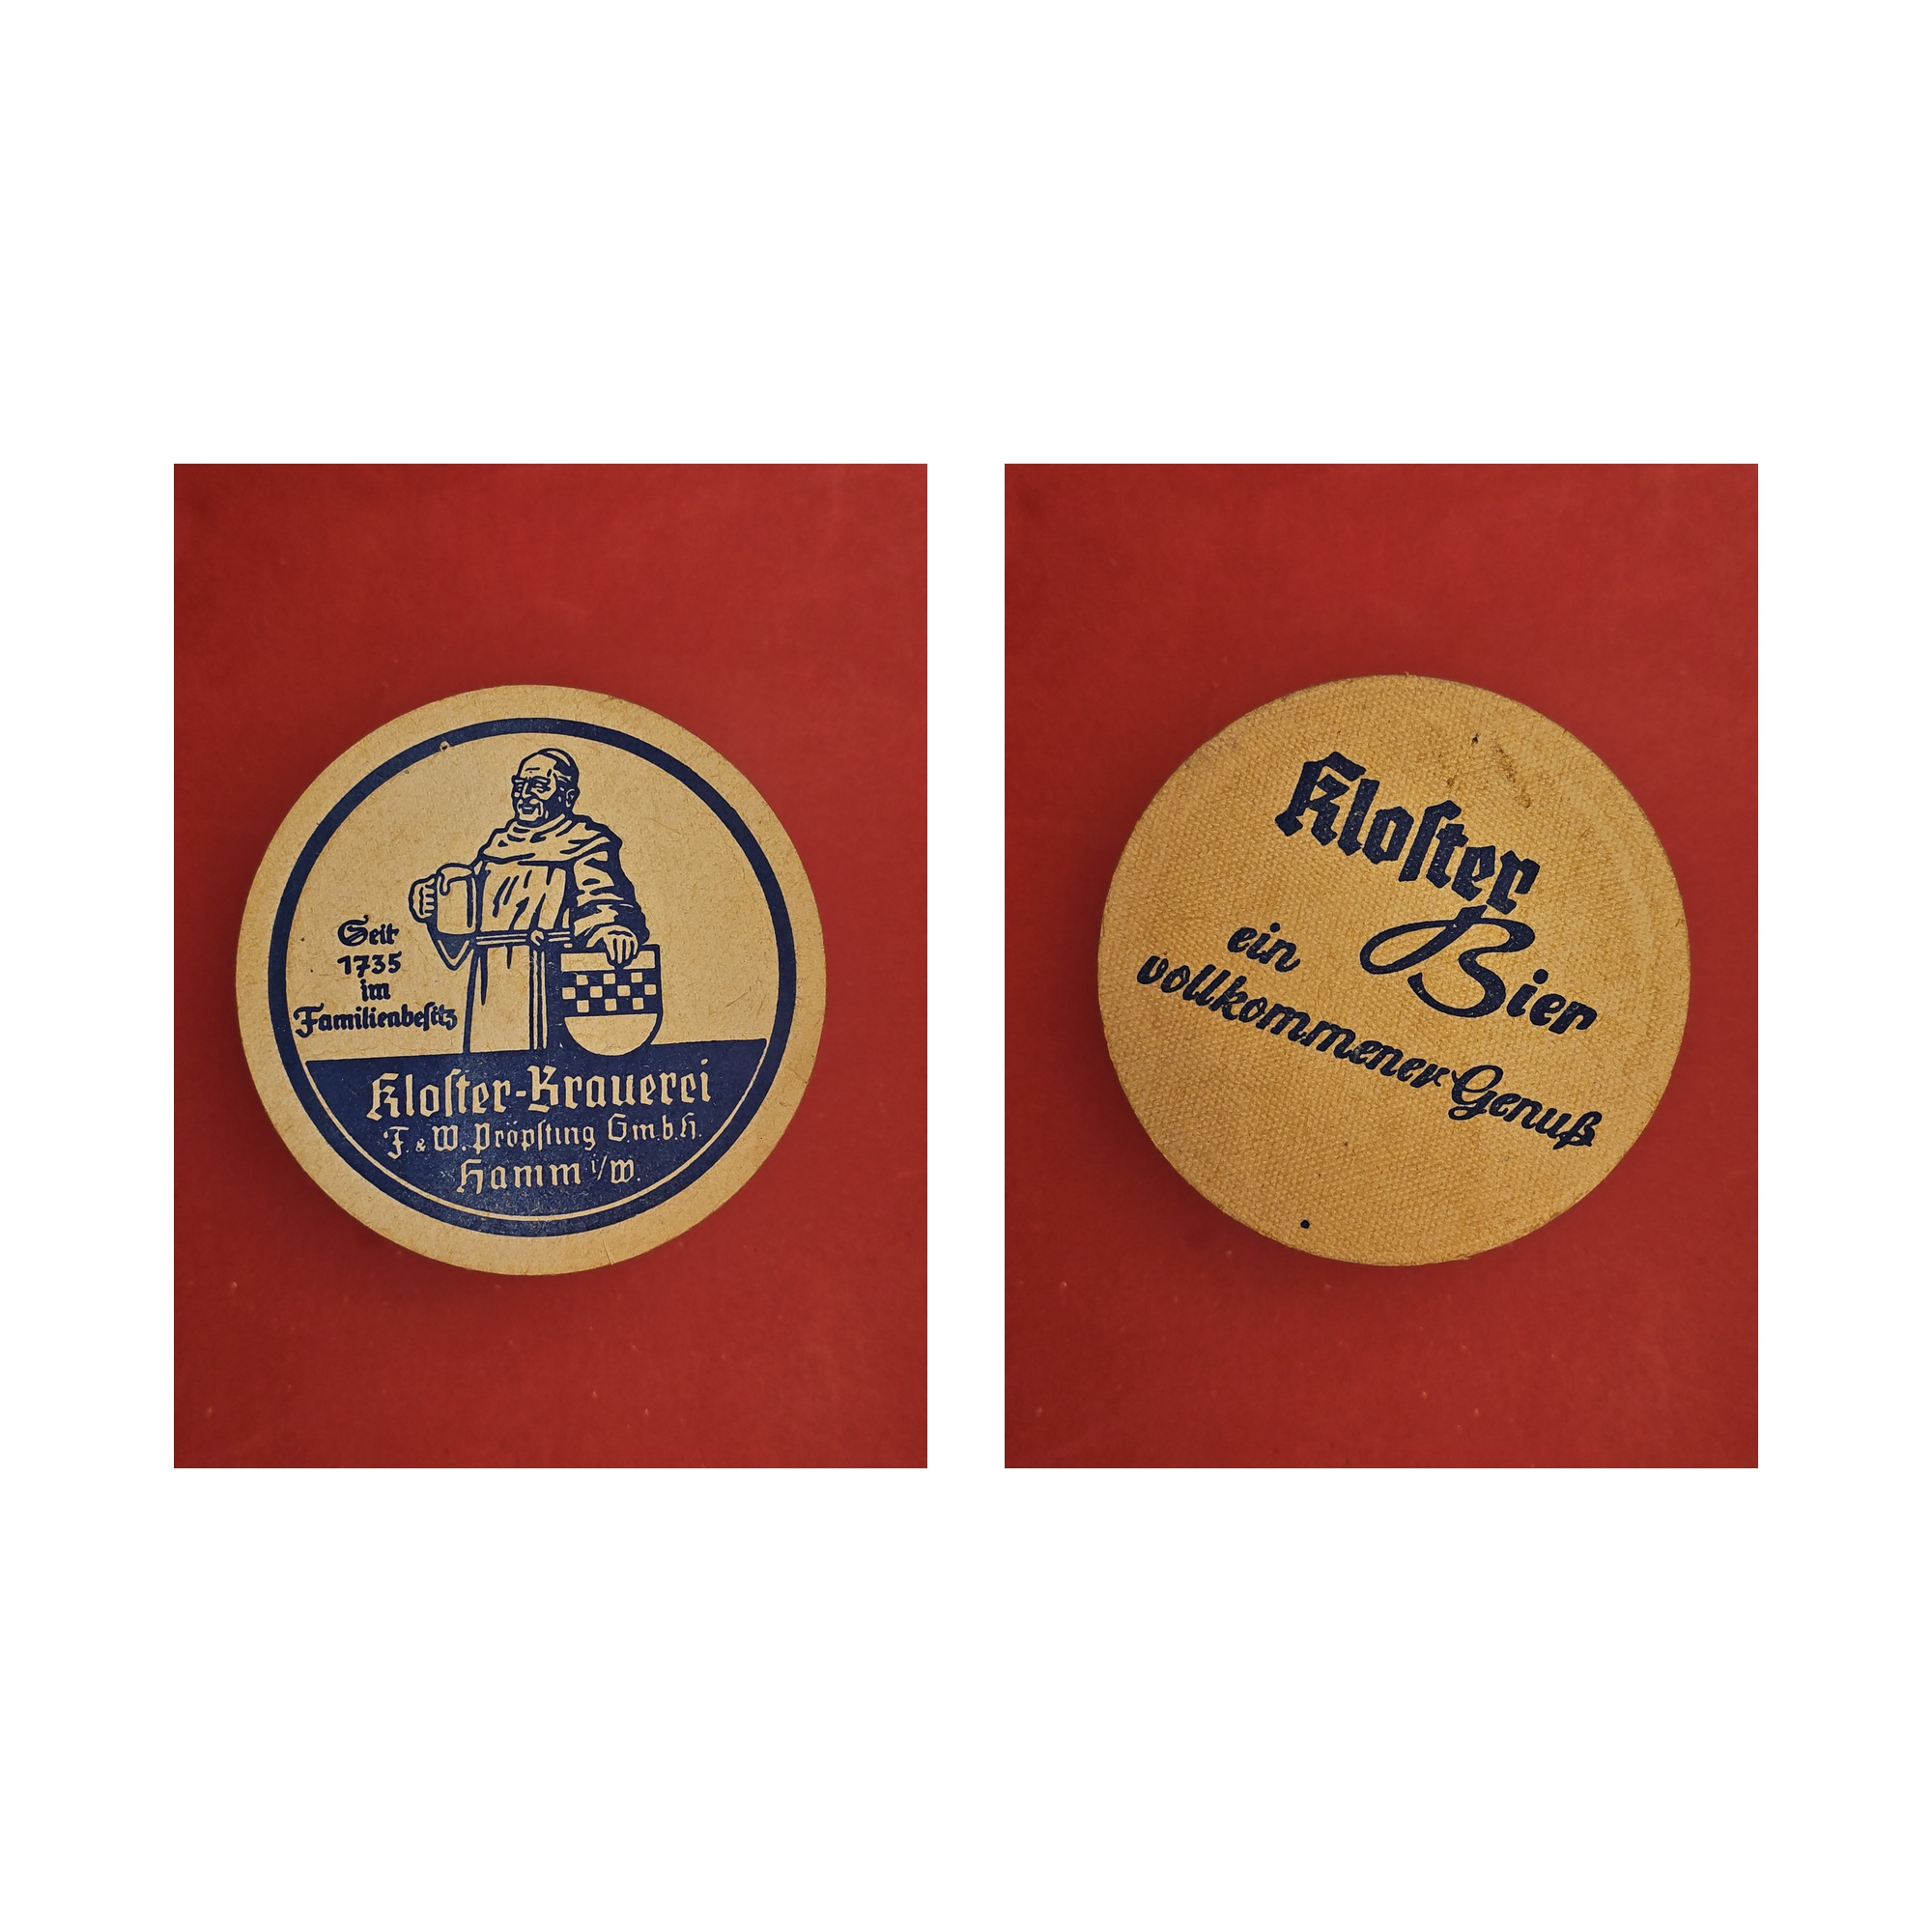 Seit
1735
im
Familienbeſitz
Kloſter-Brauerei
F. & W. Pröpſting G.m.b.H.
Hamm i/W.
Kloſter
Bier
ein
vollkommener Genuß